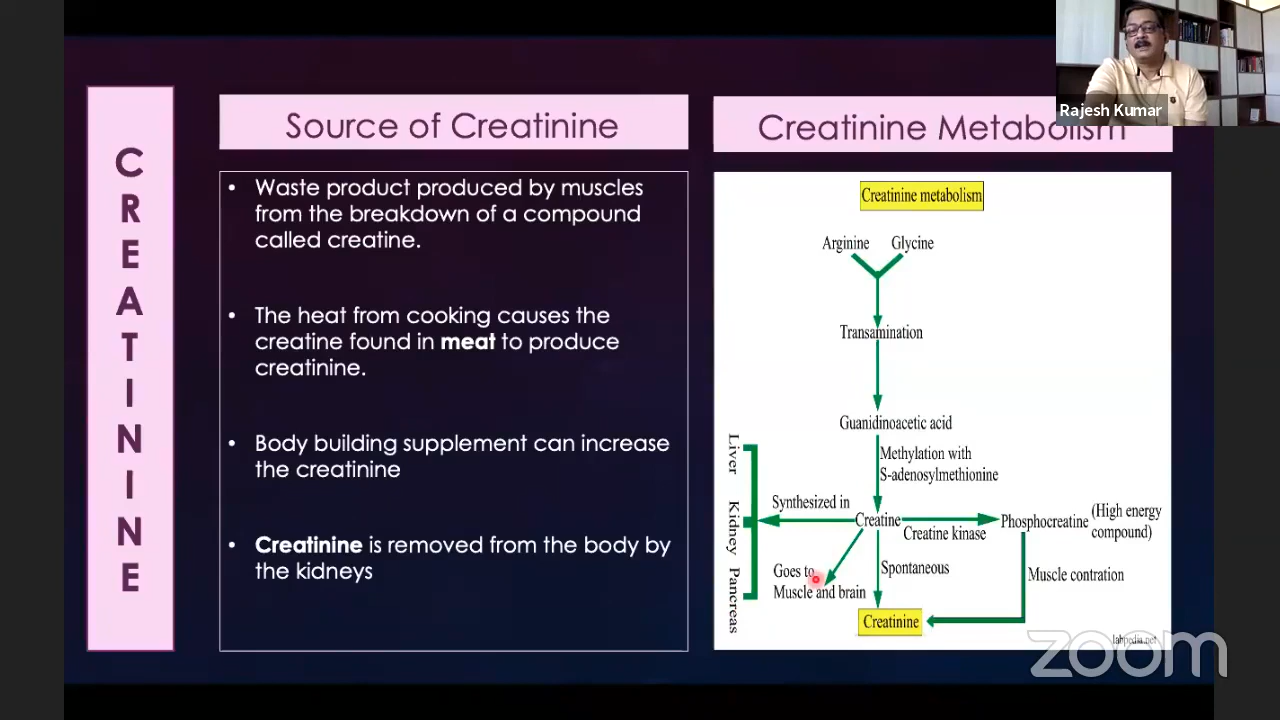 Rajesh Kumar
CREATININE
Source of Creatinine
• Waste product produced by muscles
from the breakdown of a compound
called creatine.
• The heat from cooking causes the
creatine found in meat to produce
creatinine.
• Body building supplement can increase
the creatinine
• Creatinine is removed from the body by
the kidneys
Creatinine Metabolism
Creatinine metabolism
Arginine Glycine
Transamination
Guanidinoacetic acid
Methylation with
S-adenosylmethionine
Liver Kidney Pancreas
Synthesized in
Creatine
Creatine kinase
Phosphocreatine
(High energy
compound)
Goes to
Muscle and brain
Spontaneous
Muscle contration
Creatinine
labpedia.net
zoom